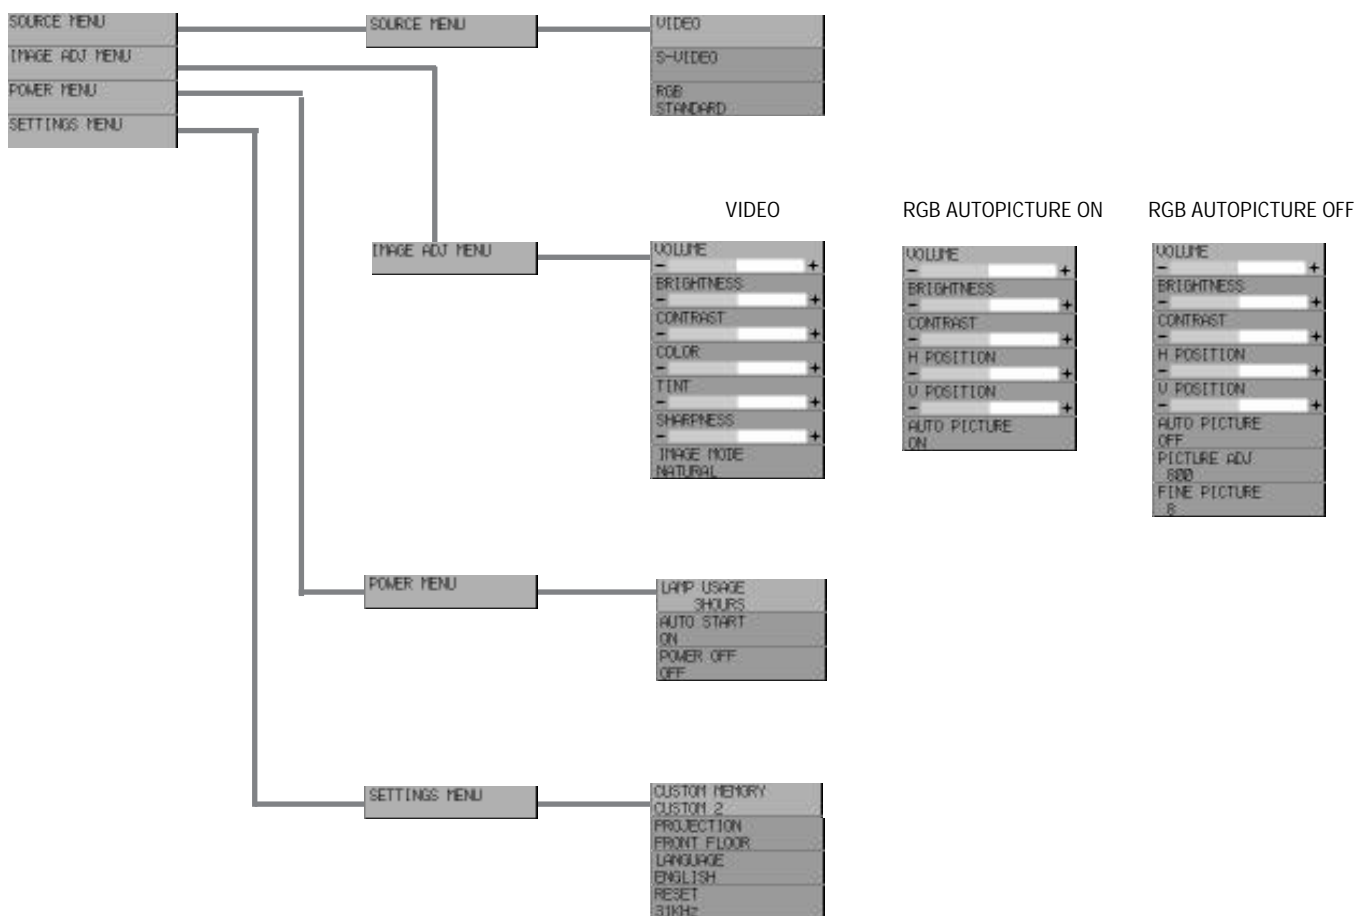 SOURCE MENU
IMAGE ADJ MENU
POWER MENU
SETTINGS MENU
SOURCE MENU
VIDEO
S-VIDEO
RGB
STANDARD
VIDEO
RGB AUTOPICTURE ON
RGB AUTOPICTURE OFF
IMAGE ADJ MENU
VOLUME
- +
BRIGHTNESS
- +
CONTRAST
- +
COLOR
- +
TINT
- +
SHARPNESS
- +
IMAGE MODE
NATURAL
VOLUME
- +
BRIGHTNESS
- +
CONTRAST
- +
H POSITION
- +
V POSITION
- +
AUTO PICTURE
ON
VOLUME
- +
BRIGHTNESS
- +
CONTRAST
- +
H POSITION
- +
V POSITION
- +
AUTO PICTURE
OFF
PICTURE ADJ
800
FINE PICTURE
8
POWER MENU
LAMP USAGE
3HOURS
AUTO START
ON
POWER OFF
OFF
SETTINGS MENU
CUSTOM MEMORY
CUSTOM 2
PROJECTION
FRONT FLOOR
LANGUAGE
ENGLISH
RESET
31KHz